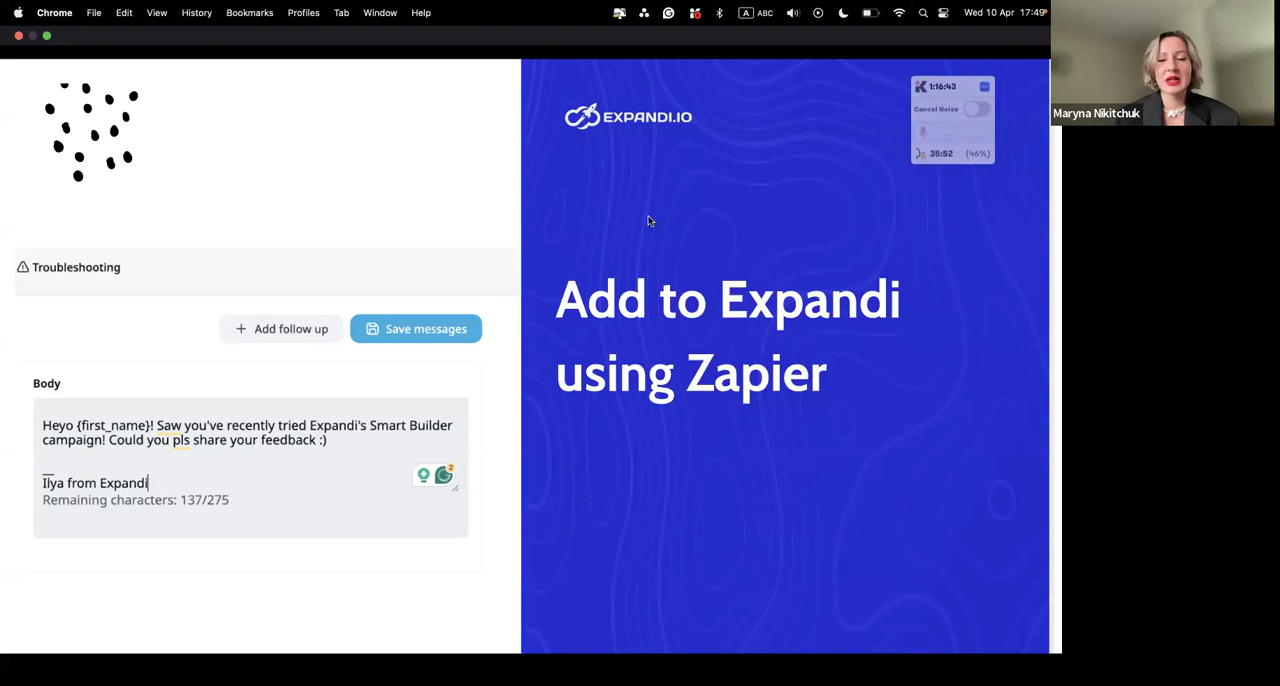 Chrome File Edit View History Bookmarks Profiles Tab Window Help
A ABC
Wed 10 Apr 17:49
EXPANDI.IO
1:16:43
Cancel Noise
35:52 (46%)
Maryna Nikitchuk
Troubleshooting
+ Add follow up
Save messages
Add to Expandi
using Zapier
Body
Heyo {first_name}! Saw you've recently tried Expandi's Smart Builder
campaign! Could you pls share your feedback :)
__
Ilya from Expandi
2
Remaining characters: 137/275